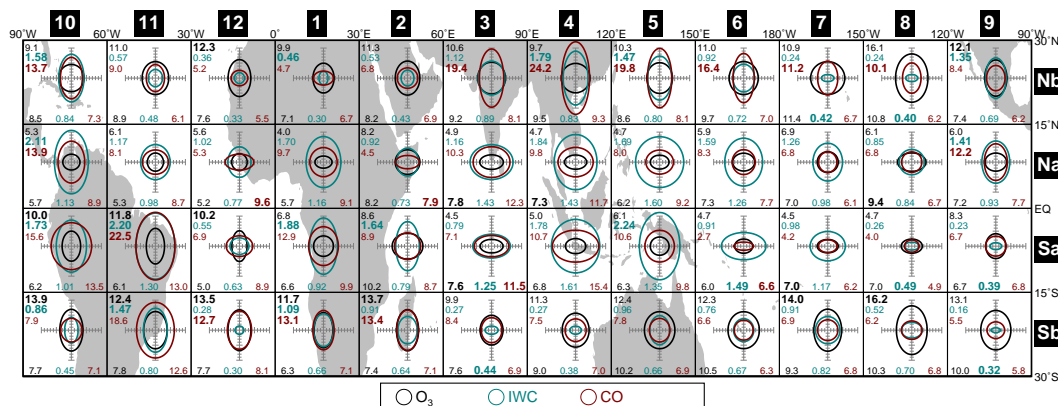 10 11 12 1 2 3 4 5 6 7 8 9
90°W 60°W 30°W 0°E 30°E 60°E 90°E 120°E 150°E 180°W 150°W 120°W 90°W
30°N
9.1 11.0 12.3 9.9 11.3 10.6 9.7 10.3 11.0 10.9 16.1 12.1
1.58 0.57 0.36 0.46 0.53 1.12 1.79 1.47 0.92 0.24 0.24 1.35
13.7 9.0 5.2 4.7 6.8 19.4 24.2 19.8 16.4 11.2 10.1 8.4
Nb
8.5 0.84 7.3 8.9 0.48 6.1 7.6 0.33 5.5 7.1 0.30 6.7 8.2 0.43 6.9 9.2 0.89 8.1 9.5 0.83 9.3 8.6 0.80 8.1 9.7 0.72 7.0 11.4 0.42 6.7 10.8 0.40 6.2 7.4 0.69 6.2
15°N
5.3 6.1 5.6 4.0 8.2 4.9 4.7 4.7 5.9 6.9 6.1 6.0
2.11 1.17 1.02 1.70 0.92 1.16 1.84 1.69 1.59 1.26 0.85 1.41
13.9 8.1 5.3 9.7 4.5 10.3 9.8 8.0 8.3 6.8 6.8 12.2
Na
5.7 1.13 8.9 5.3 0.98 8.7 5.2 0.77 9.6 5.7 1.16 9.1 8.2 0.73 7.9 7.8 1.43 12.3 7.3 1.43 11.7 6.2 1.60 9.2 7.3 1.26 7.7 7.0 0.98 6.1 9.4 0.84 6.7 7.2 0.93 7.7
EQ
10.0 11.8 10.2 6.8 8.6 4.5 5.0 6.1 4.7 4.5 4.7 8.3
1.73 2.20 0.55 1.88 1.64 0.79 1.78 2.24 0.91 0.98 0.26 0.23
15.6 22.5 6.9 12.9 8.9 7.1 10.7 10.6 2.7 4.2 4.0 6.7
Sa
6.2 1.01 13.5 6.1 1.30 13.0 5.0 0.63 8.9 6.6 0.92 9.9 10.2 0.79 8.7 7.6 1.25 11.5 6.8 1.61 15.4 6.3 1.35 9.8 6.0 1.49 6.6 7.0 1.17 6.2 7.0 0.49 4.9 9.7 0.39 6.8
15°S
13.9 12.4 13.5 11.7 13.7 9.9 11.3 12.4 12.3 14.0 16.2 13.1
0.86 1.47 0.28 1.09 0.91 0.27 0.27 0.96 0.76 0.91 0.52 0.16
7.9 18.6 12.7 13.1 13.4 8.4 7.5 7.8 6.6 6.9 6.2 5.5
Sb
7.7 0.45 7.1 7.8 0.80 12.6 7.7 0.30 8.1 6.3 0.66 7.1 7.4 0.64 7.1 7.6 0.44 6.9 9.0 0.38 7.0 10.2 0.66 6.9 10.5 0.67 6.3 9.3 0.82 6.8 10.3 0.70 6.8 10.0 0.32 5.8
30°S
O3 IWC CO